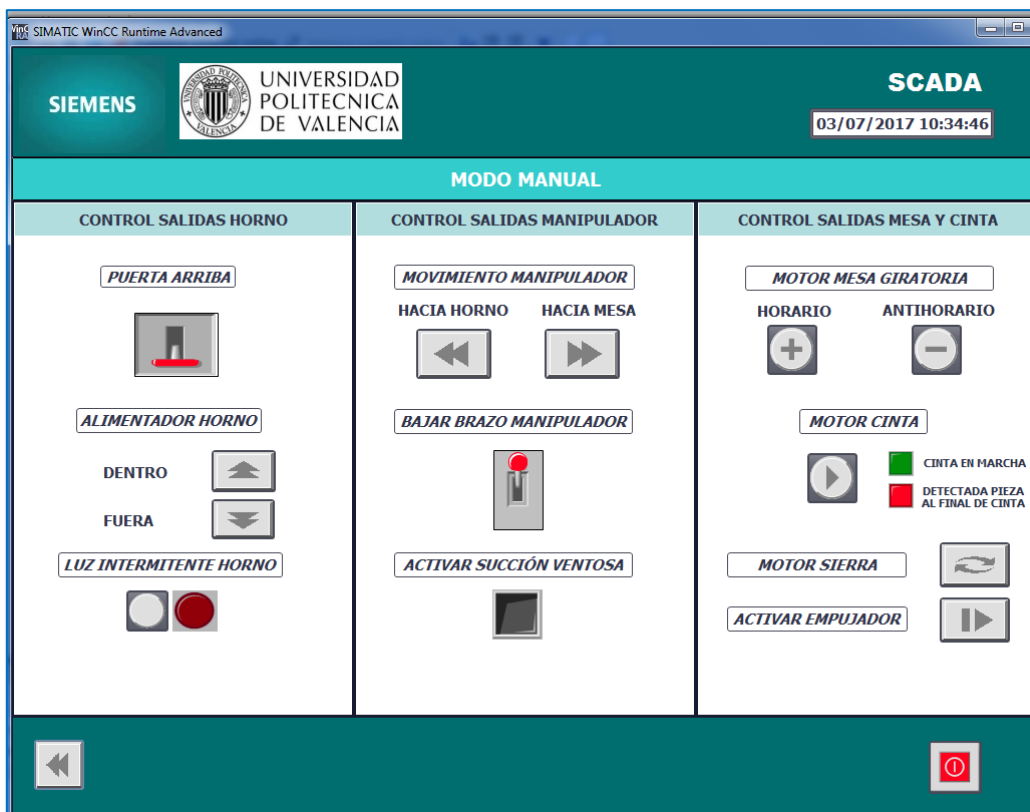 SIMATIC WinCC Runtime Advanced
SIEMENS
UNIVERSIDAD
POLITECNICA
DE VALENCIA
SCADA
03/07/2017 10:34:46
MODO MANUAL
CONTROL SALIDAS HORNO
PUERTA ARRIBA
ALIMENTADOR HORNO
DENTRO
FUERA
LUZ INTERMITENTE HORNO
CONTROL SALIDAS MANIPULADOR
MOVIMIENTO MANIPULADOR
HACIA HORNO HACIA MESA
BAJAR BRAZO MANIPULADOR
ACTIVAR SUCCIÓN VENTOSA
CONTROL SALIDAS MESA Y CINTA
MOTOR MESA GIRATORIA
HORARIO ANTIHORARIO
MOTOR CINTA
CINTA EN MARCHA
DETECTADA PIEZA
AL FINAL DE CINTA
MOTOR SIERRA
ACTIVAR EMPUJADOR